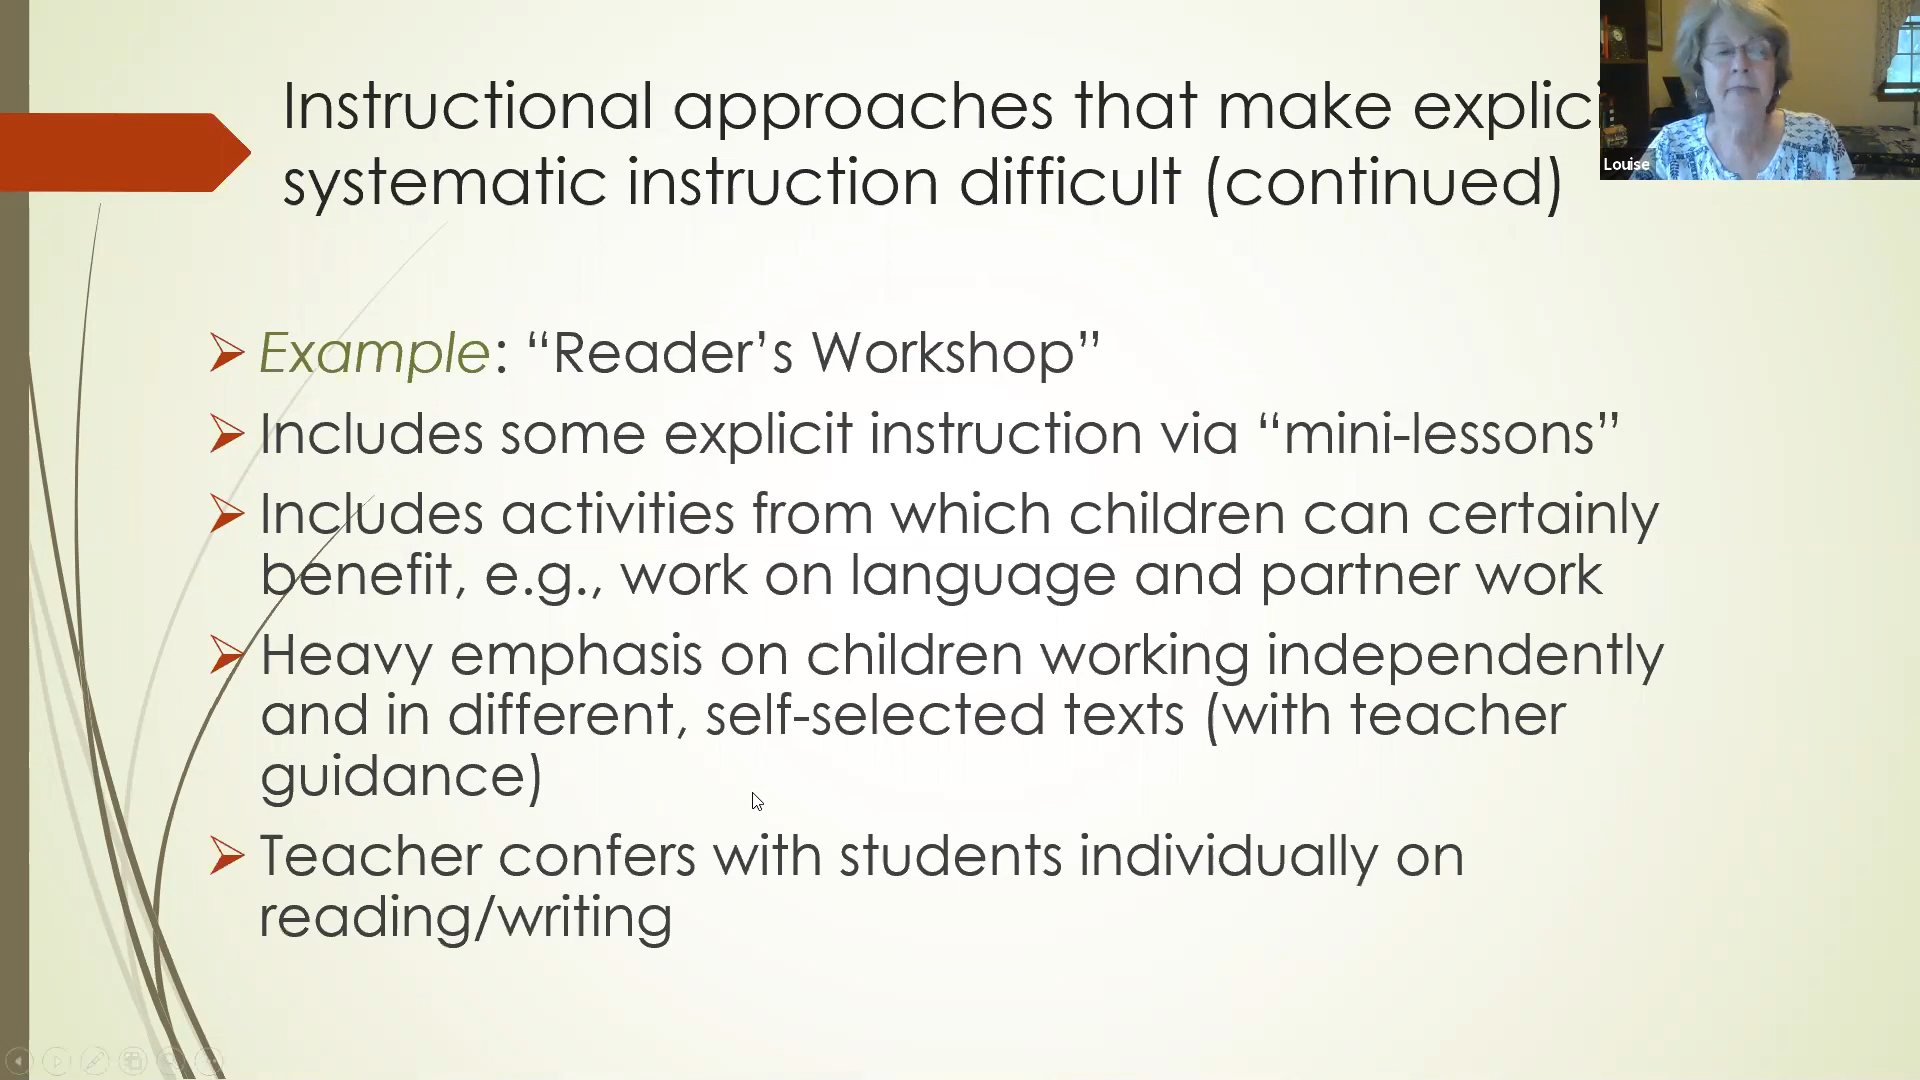 Instructional approaches that make explici
systematic instruction difficult (continued)
Louise
Example: “Reader’s Workshop”
Includes some explicit instruction via “mini-lessons”
Includes activities from which children can certainly
benefit, e.g., work on language and partner work
Heavy emphasis on children working independently
and in different, self-selected texts (with teacher
guidance)
Teacher confers with students individually on
reading/writing